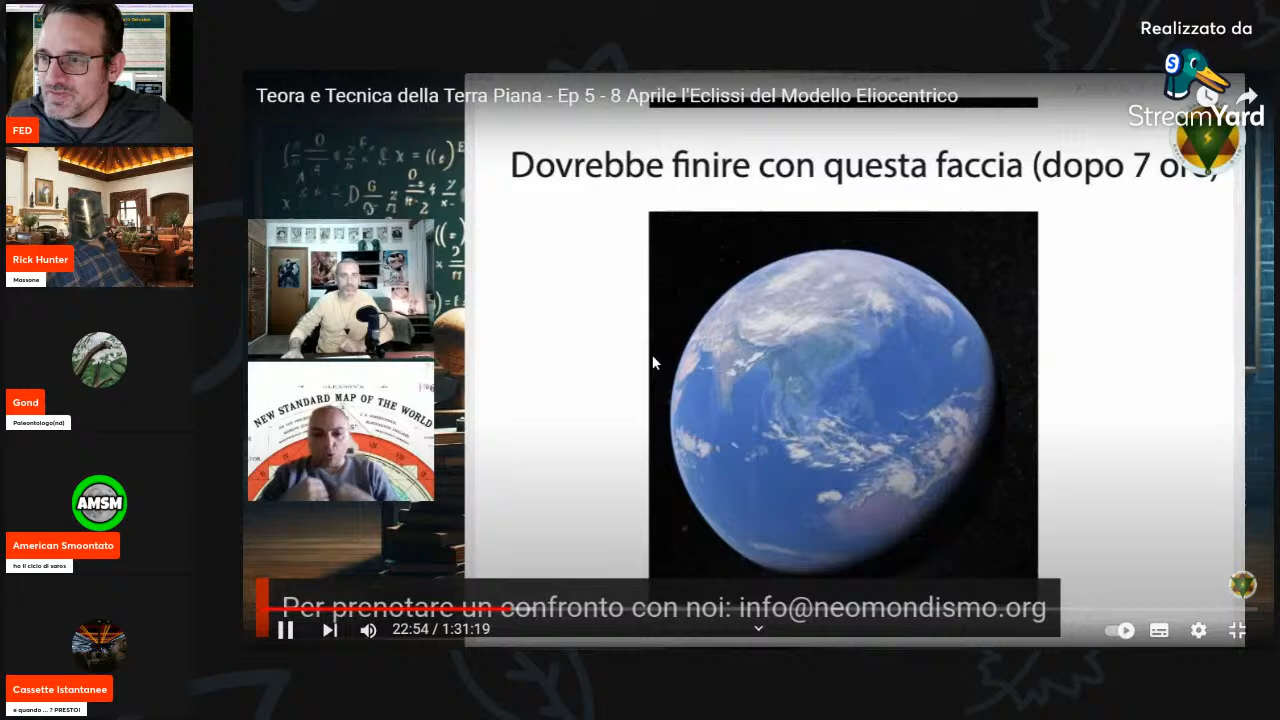 Realizzato da
StreamYard
FED
Rick Hunter
Massone
Gond
Paleontologo(nd)
AMSM
American Smoontato
ho il ciclo di saros
Cassette Istantanee
e quando ... ? PRESTO!
Teora e Tecnica della Terra Piana - Ep 5 - 8 Aprile l'Eclissi del Modello Eliocentrico
Dovrebbe finire con questa faccia (dopo 7 ore)
NEW STANDARD MAP OF THE WORLD
Per prenotare un confronto con noi: info@neomondismo.org
22:54 / 1:31:19